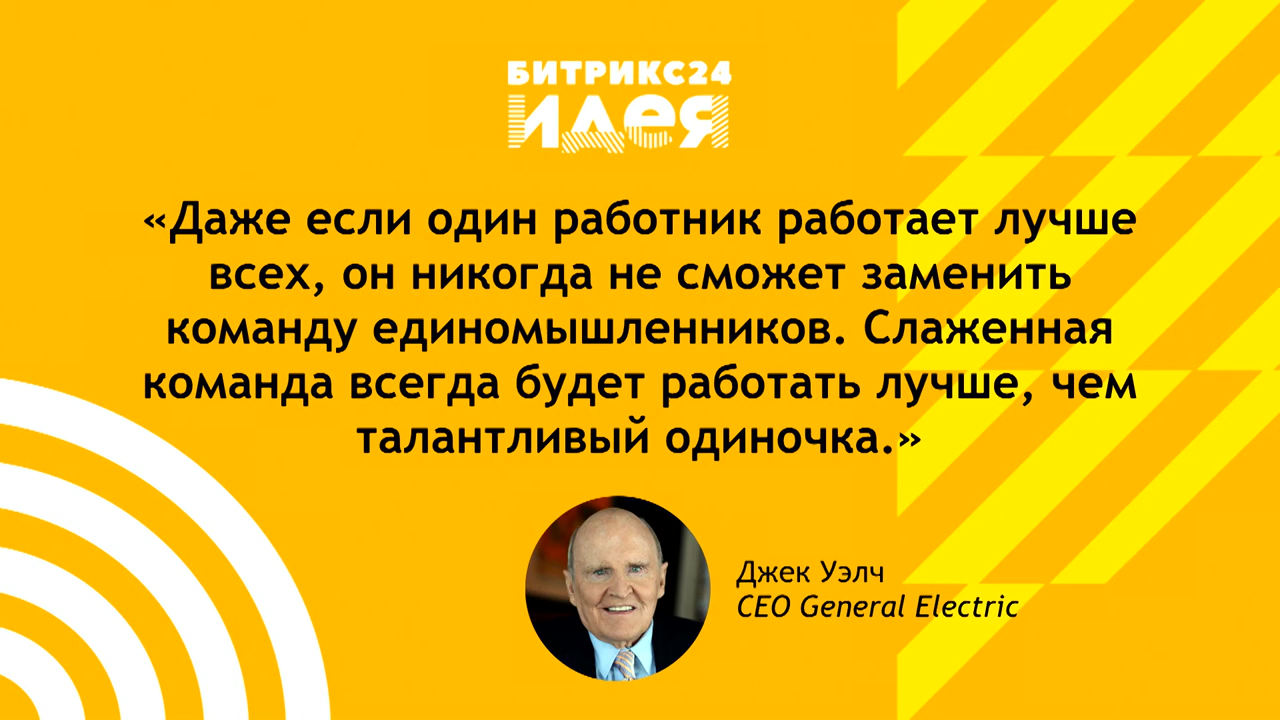 БИТРИКС24
идея
«Даже если один работник работает лучше
всех, он никогда не сможет заменить
команду единомышленников. Слаженная
команда всегда будет работать лучше, чем
талантливый одиночка.»
Джек Уэлч
CEO General Electric